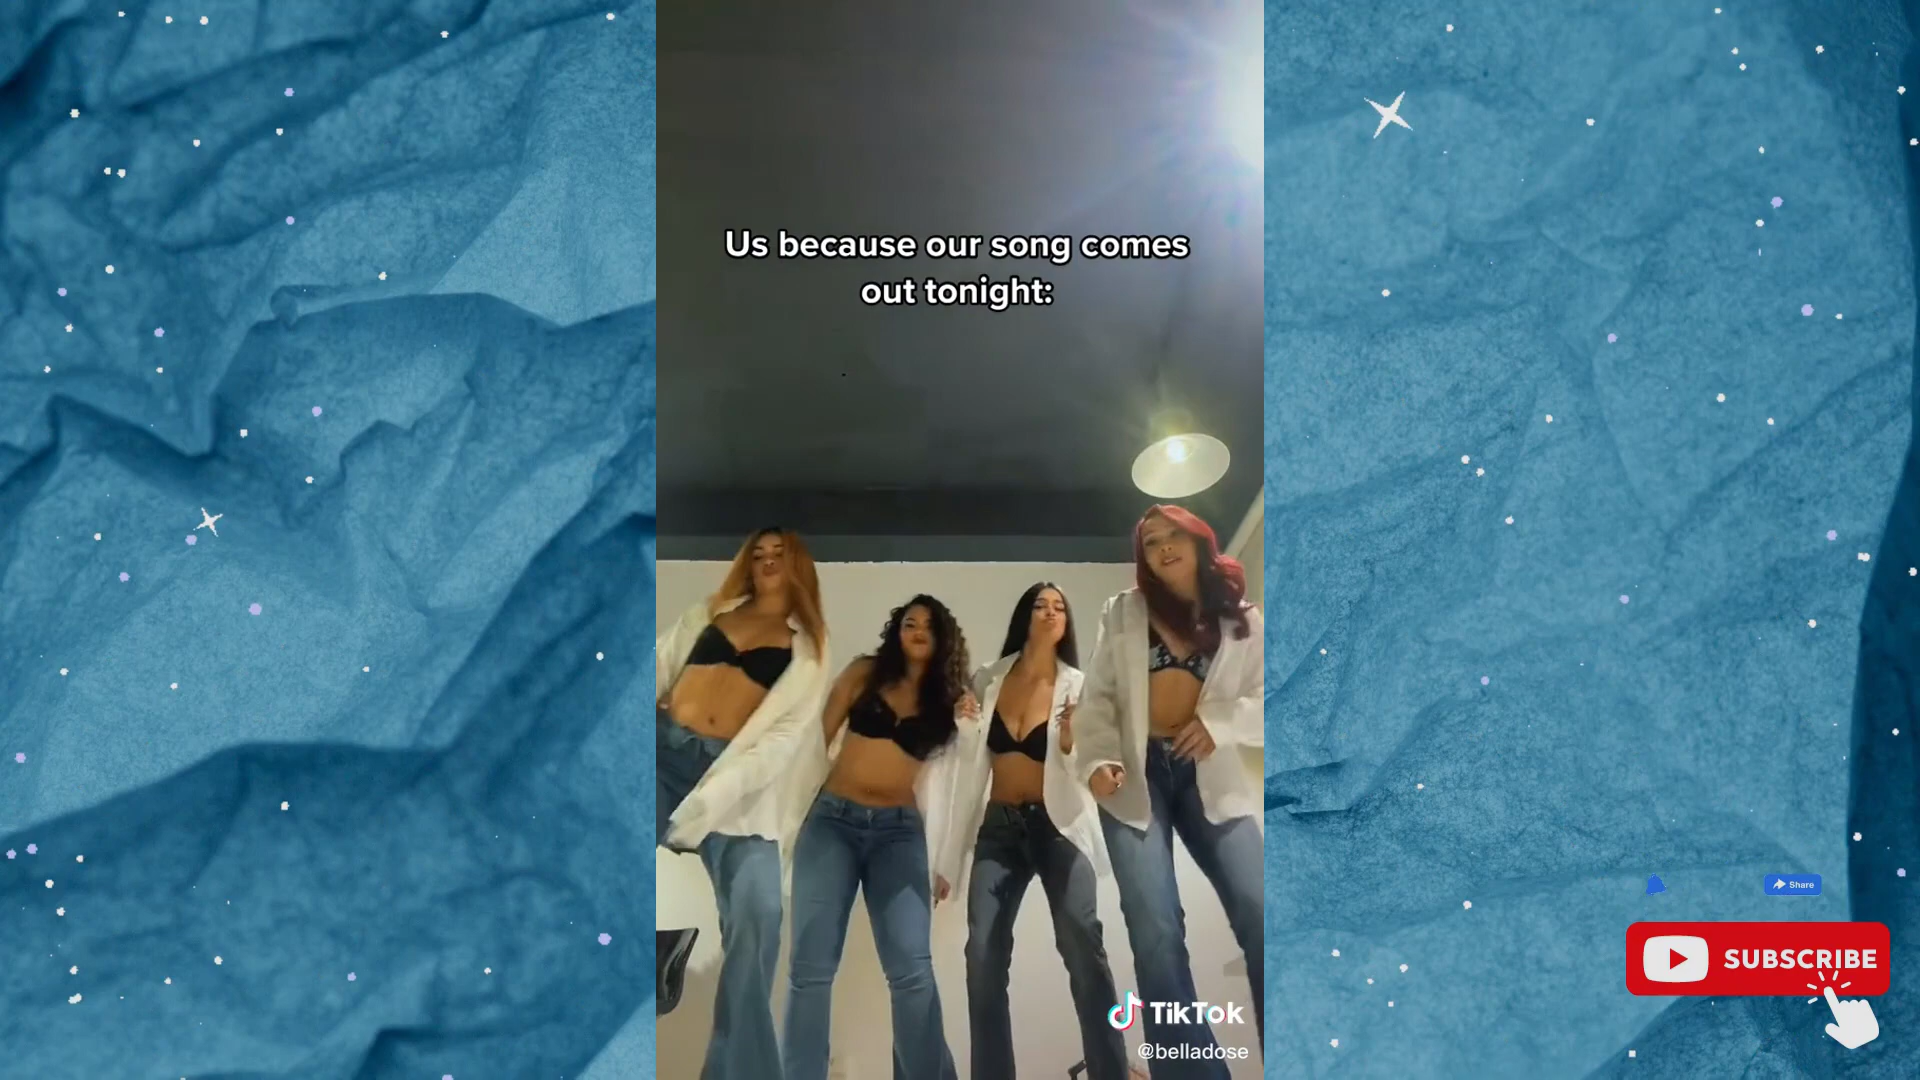 Us because our song comes
out tonight:
Share
SUBSCRIBE
TikTok
@belladose